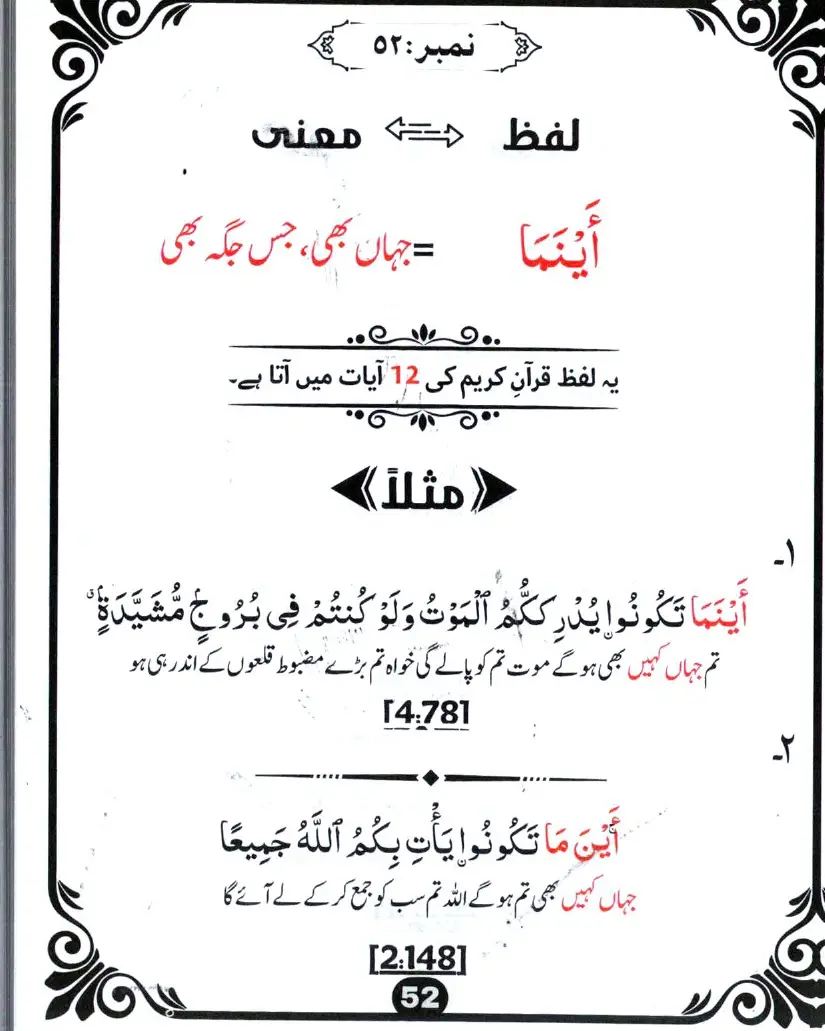 نمبر: ۵۲
لفظ معنی
أَيْنَمَا = جہاں بھی، جس جگہ بھی
یہ لفظ قرآنِ کریم کی 12 آیات میں آتا ہے۔
مثلاً
۱۔
أَيْنَمَا تَكُونُوا۟ يُدْرِككُّمُ ٱلْمَوْتُ وَلَوْ كُنتُمْ فِى بُرُوجٍ مُّشَيَّدَةٍ
تم جہاں کہیں بھی ہوگے موت تم کو پالے گی خواہ تم بڑے مضبوط قلعوں کے اندر ہی ہو
[4:78]
۲۔
أَيْنَ مَا تَكُونُوا۟ يَأْتِ بِكُمُ ٱللَّهُ جَمِيعًا
جہاں کہیں بھی تم ہوگے اللہ تم سب کو جمع کر کے لے آئے گا
[2:148]
52